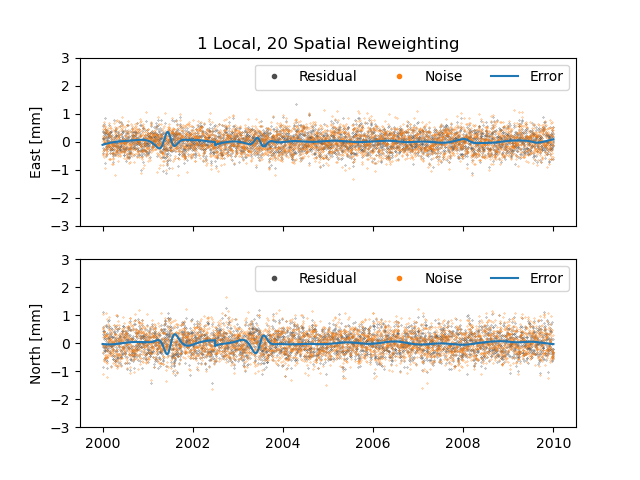 1 Local, 20 Spatial Reweighting
3
Residual Noise Error
2
1
East [mm]
0
−1
−2
−3
3
Residual Noise Error
2
1
North [mm]
0
−1
−2
−3
2000 2002 2004 2006 2008 2010